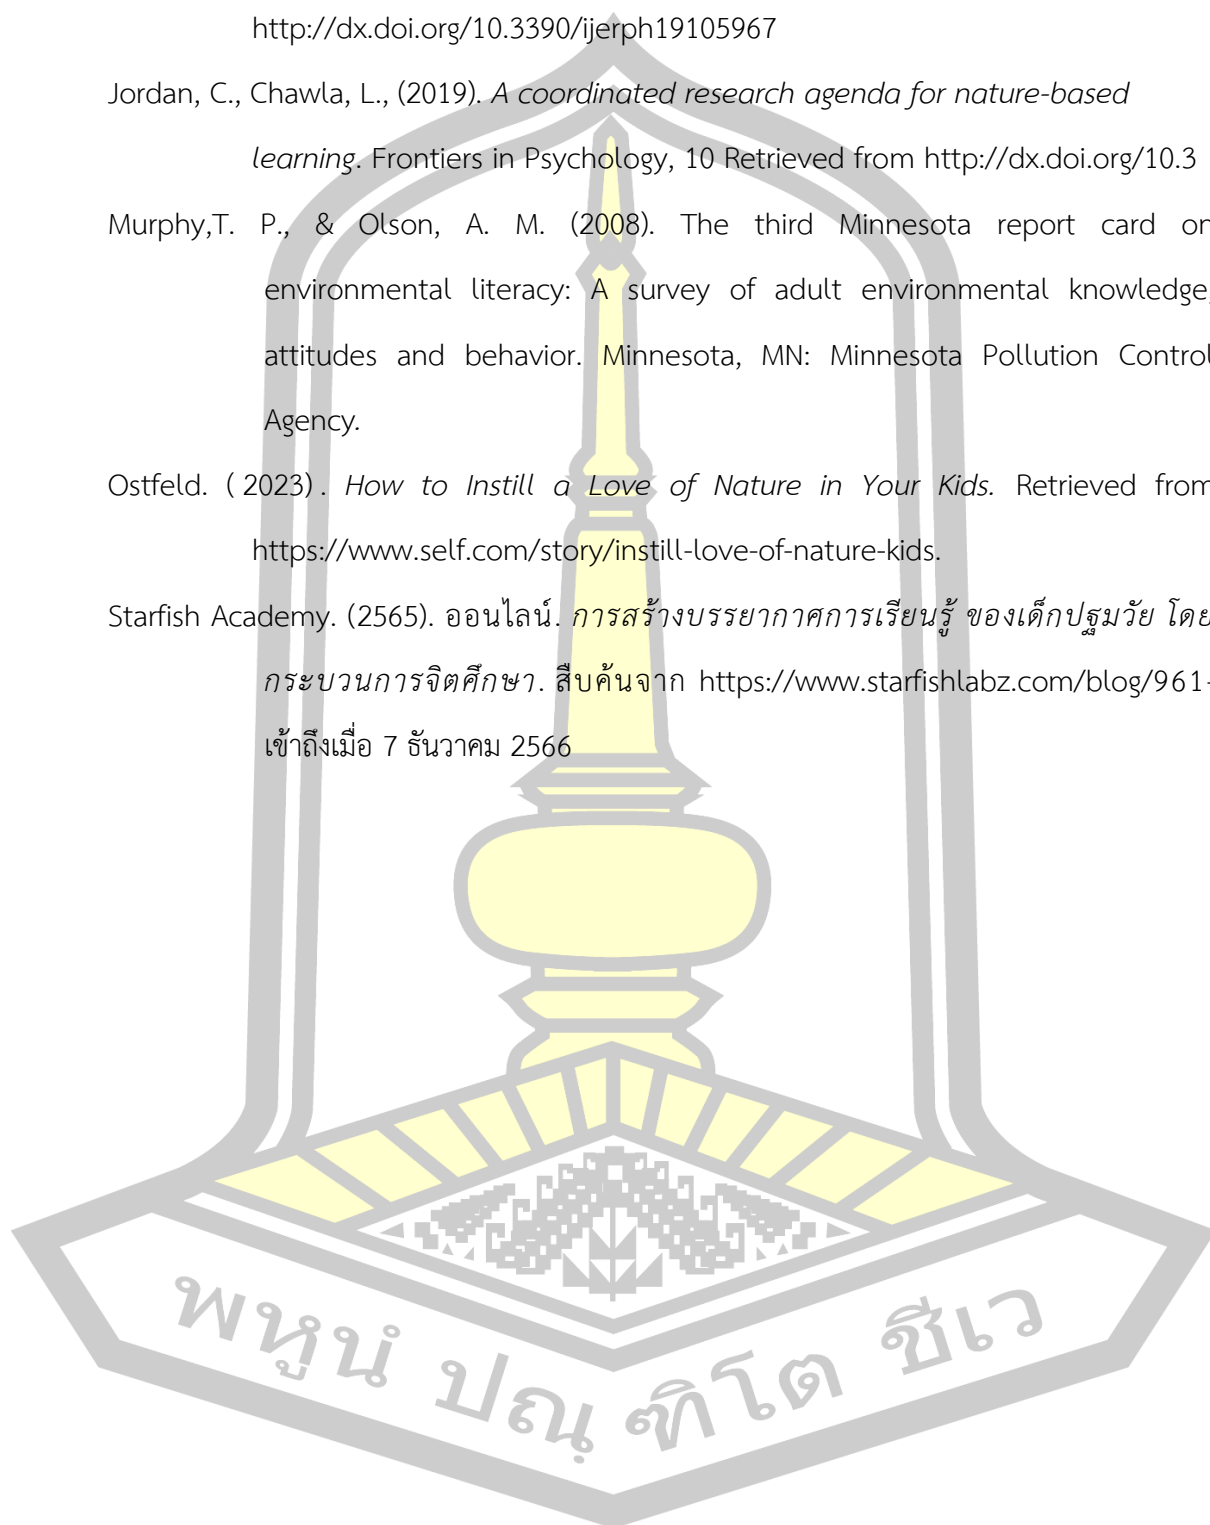 http://dx.doi.org/10.3390/ijerph19105967
Jordan, C., Chawla, L., (2019). A coordinated research agenda for nature-based
learning. Frontiers in Psychology, 10 Retrieved from http://dx.doi.org/10.3
Murphy,T. P., & Olson, A. M. (2008). The third Minnesota report card on
environmental literacy: A survey of adult environmental knowledge,
attitudes and behavior. Minnesota, MN: Minnesota Pollution Control
Agency.
Ostfeld. ( 2023) . How to Instill a Love of Nature in Your Kids. Retrieved from
https://www.self.com/story/instill-love-of-nature-kids.
Starfish Academy. (2565). ออนไลน์. การสร้างบรรยากาศการเรียนรู้ ของเด็กปฐมวัย โดย
กระบวนการจิตศึกษา. สืบค้นจาก https://www.starfishlabz.com/blog/961-
เข้าถึงเมื่อ 7 ธันวาคม 2566
พหูนํ ปณฺฑิโต ชีเว